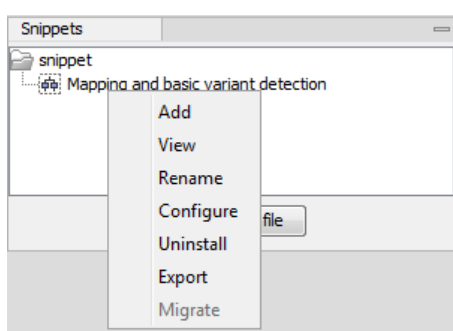 Snippets
snippet
Mapping and basic variant detection
Add
View
Rename
Configure
file
Uninstall
Export
Migrate